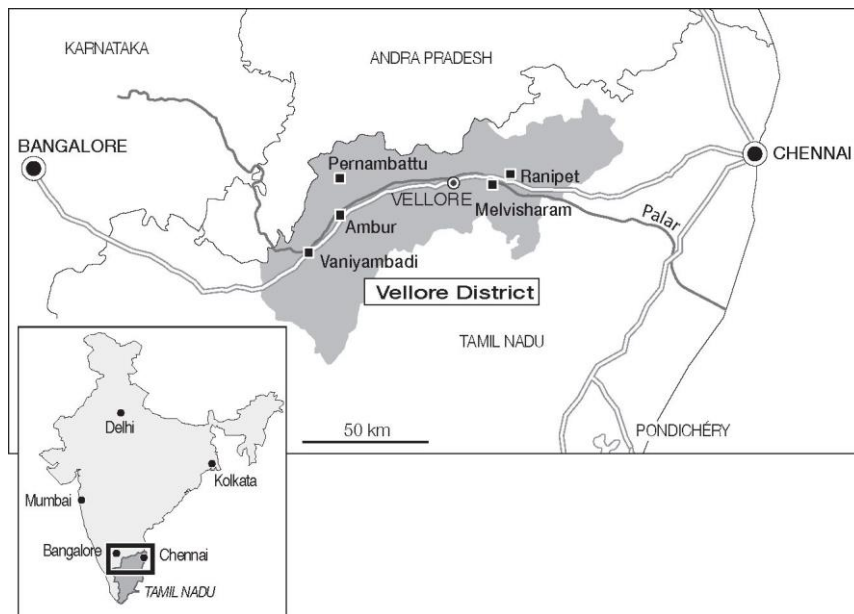 KARNATAKA
ANDRA PRADESH
BANGALORE
CHENNAI
Pernambattu
Ranipet
VELLORE
Melvisharam
Palar
Ambur
Vaniyambadi
Vellore District
TAMIL NADU
50 km
PONDICHÉRY
Delhi
Kolkata
Mumbai
Bangalore
Chennai
TAMIL NADU